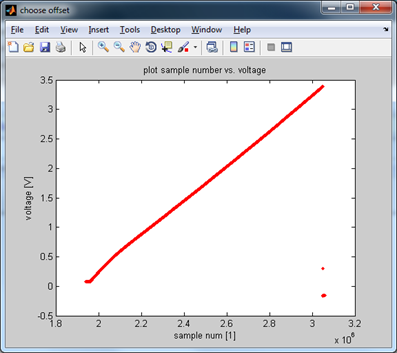 choose offset
File Edit View Insert Tools Desktop Window Help
plot sample number vs. voltage
3.5
3
2.5
2
1.5
1
0.5
0
-0.5
voltage [V]
1.8 2 2.2 2.4 2.6 2.8 3 3.2
sample num [1]
x 10^6